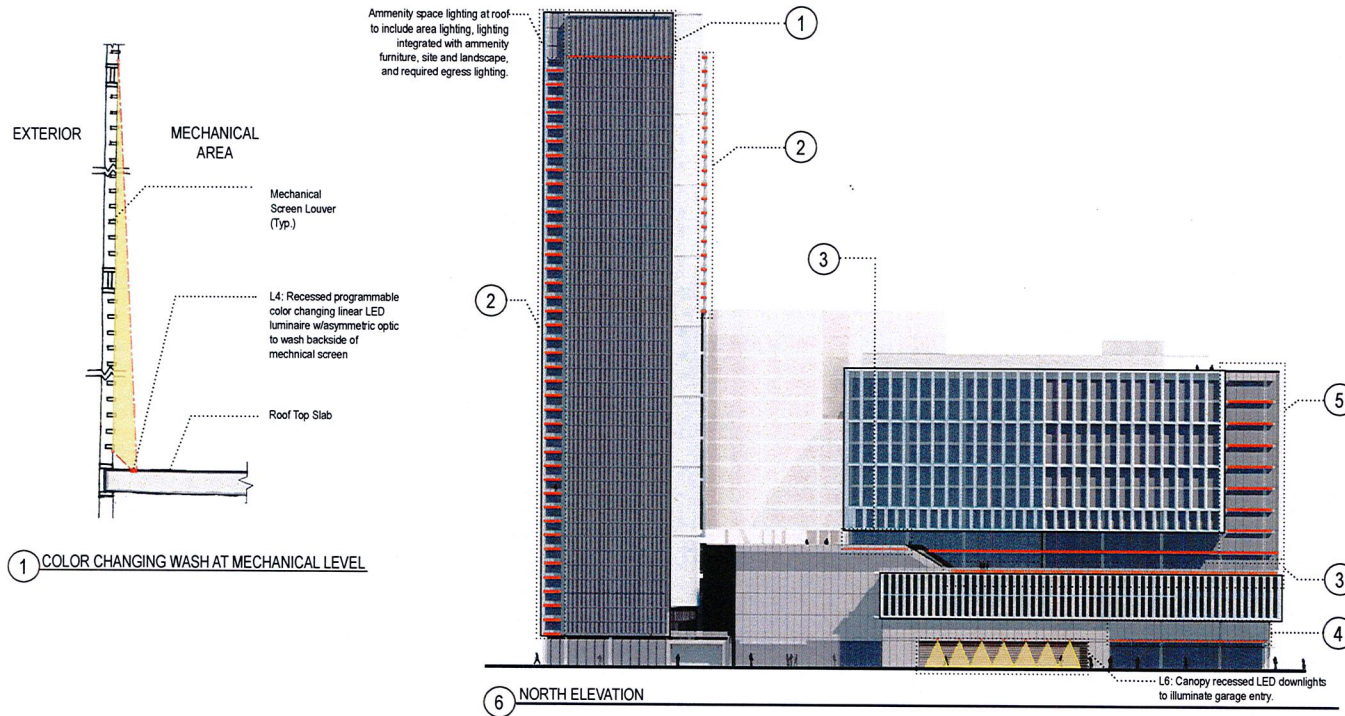 Ammenity space lighting at roof
to include area lighting, lighting
integrated with ammenity
furniture, site and landscape,
and required egress lighting.
1
EXTERIOR
MECHANICAL
AREA
2
Mechanical
Screen Louver
(Typ.)
3
2
L4: Recessed programmable
color changing linear LED
luminaire w/asymmetric optic
to wash backside of
mechnical screen
5
Roof Top Slab
1 COLOR CHANGING WASH AT MECHANICAL LEVEL
3
4
L6: Canopy recessed LED downlights
to illuminate garage entry.
6 NORTH ELEVATION